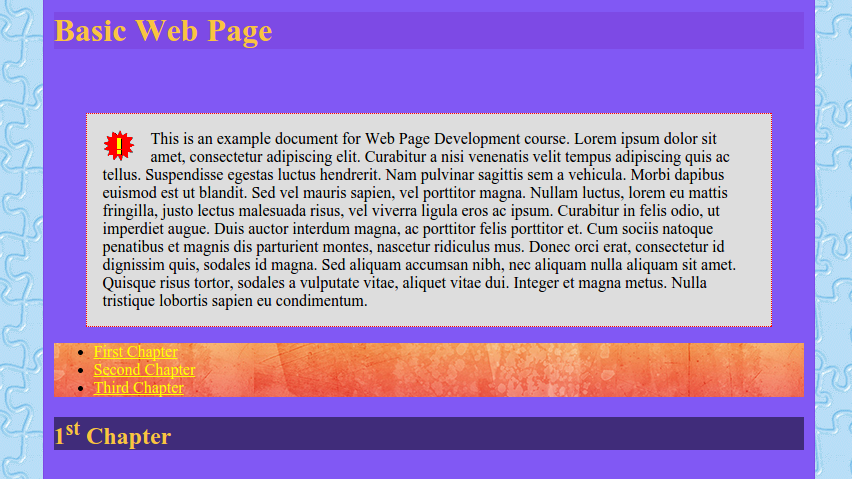 Basic Web Page
This is an example document for Web Page Development course. Lorem ipsum dolor sit
amet, consectetur adipiscing elit. Curabitur a nisi venenatis velit tempus adipiscing quis ac
tellus. Suspendisse egestas luctus hendrerit. Nam pulvinar sagittis sem a vehicula. Morbi dapibus
euismod est ut blandit. Sed vel mauris sapien, vel porttitor magna. Nullam luctus, lorem eu mattis
fringilla, justo lectus malesuada risus, vel viverra ligula eros ac ipsum. Curabitur in felis odio, ut
imperdiet augue. Duis auctor interdum magna, ac porttitor felis porttitor et. Cum sociis natoque
penatibus et magnis dis parturient montes, nascetur ridiculus mus. Donec orci erat, consectetur id
dignissim quis, sodales id magna. Sed aliquam accumsan nibh, nec aliquam nulla aliquam sit amet.
Quisque risus tortor, sodales a vulputate vitae, aliquet vitae dui. Integer et magna metus. Nulla
tristique lobortis sapien eu condimentum.
• First Chapter
• Second Chapter
• Third Chapter
1st Chapter